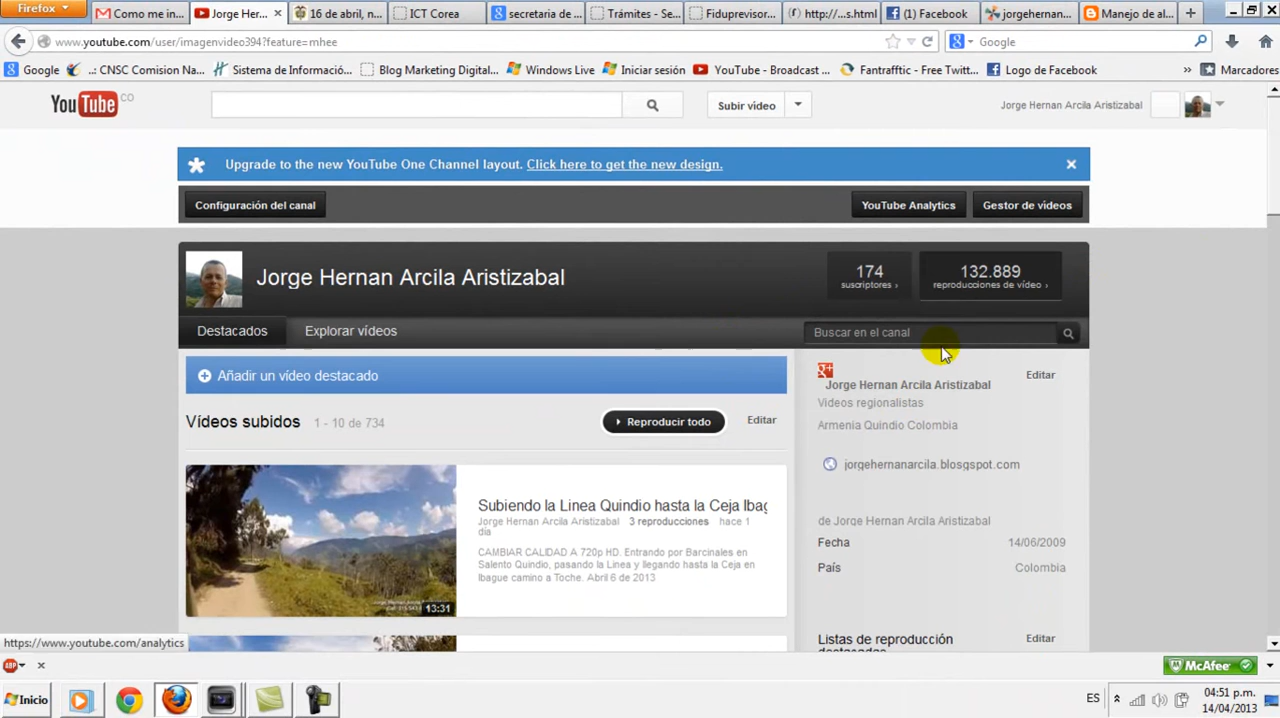 Firefox
Como me in...
Jorge Her...
16 de abril, n...
ICT Corea
secretaria de ...
Trámites - Se...
Fiduprevisor...
http://...s.html
(1) Facebook
jorgehernan...
Manejo de al...
www.youtube.com/user/imagenvideo394?feature=mhee
Google
Google
..: CNSC Comision Na...
Sistema de Informació...
Blog Marketing Digital...
Windows Live
Iniciar sesión
YouTube - Broadcast ...
Fantrafftic - Free Twitt...
Logo de Facebook
» Marcadores
YouTube CO
Subir vídeo
Jorge Hernan Arcila Aristizabal
Upgrade to the new YouTube One Channel layout. Click here to get the new design.
Configuración del canal
YouTube Analytics
Gestor de vídeos
Jorge Hernan Arcila Aristizabal
174
suscriptores ›
132.889
reproducciones de vídeo ›
Destacados
Explorar vídeos
Buscar en el canal
Añadir un vídeo destacado
Vídeos subidos 1 - 10 de 734
Reproducir todo
Editar
Subiendo la Linea Quindio hasta la Ceja Ibag
Jorge Hernan Arcila Aristizabal 3 reproducciones hace 1
día
CAMBIAR CALIDAD A 720p HD. Entrando por Barcinales en
Salento Quindio, pasando la Linea y llegando hasta la Ceja en
Ibague camino a Toche. Abril 6 de 2013
13:31
g+
Jorge Hernan Arcila Aristizabal
Editar
Videos regionalistas
Armenia Quindio Colombia
jorgehernanarcila.blosgspot.com
de Jorge Hernan Arcila Aristizabal
Fecha 14/06/2009
País Colombia
Listas de reproducción
destacadas
Editar
https://www.youtube.com/analytics
ABP
McAfee
Inicio
ES
04:51 p.m.
14/04/2013